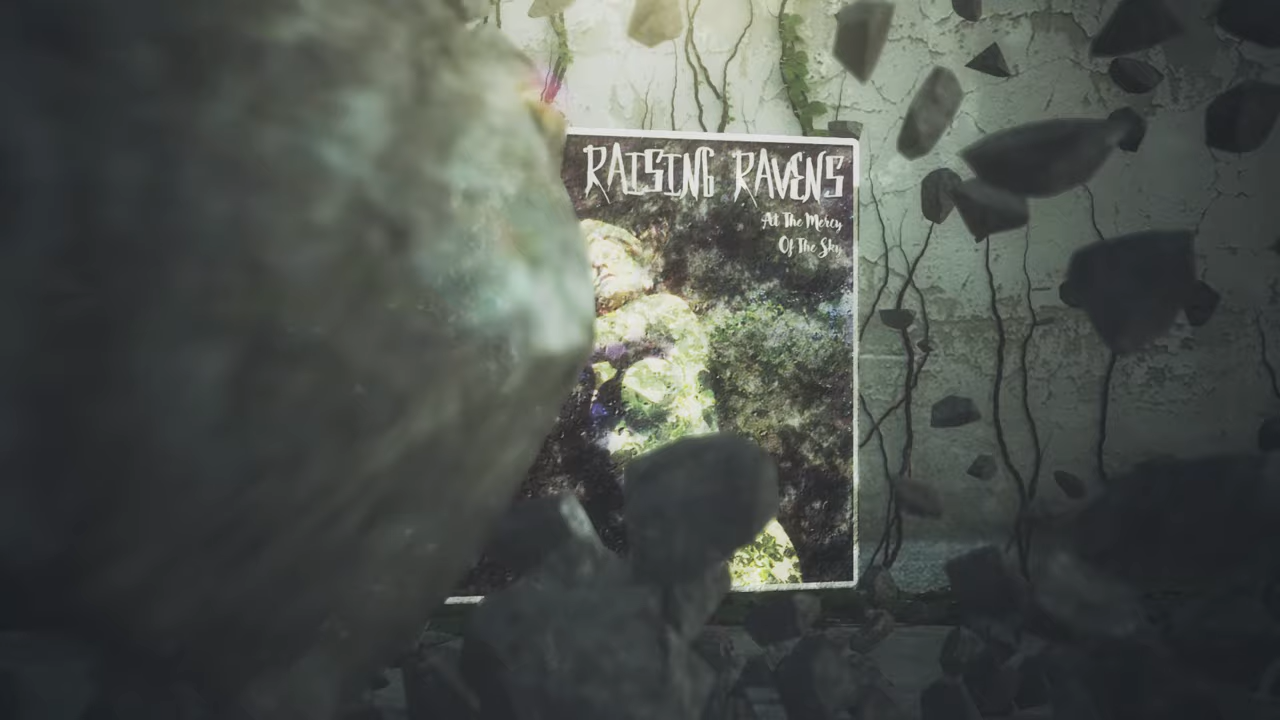 RAISING RAVENS
At The Mercy
Of The Sky